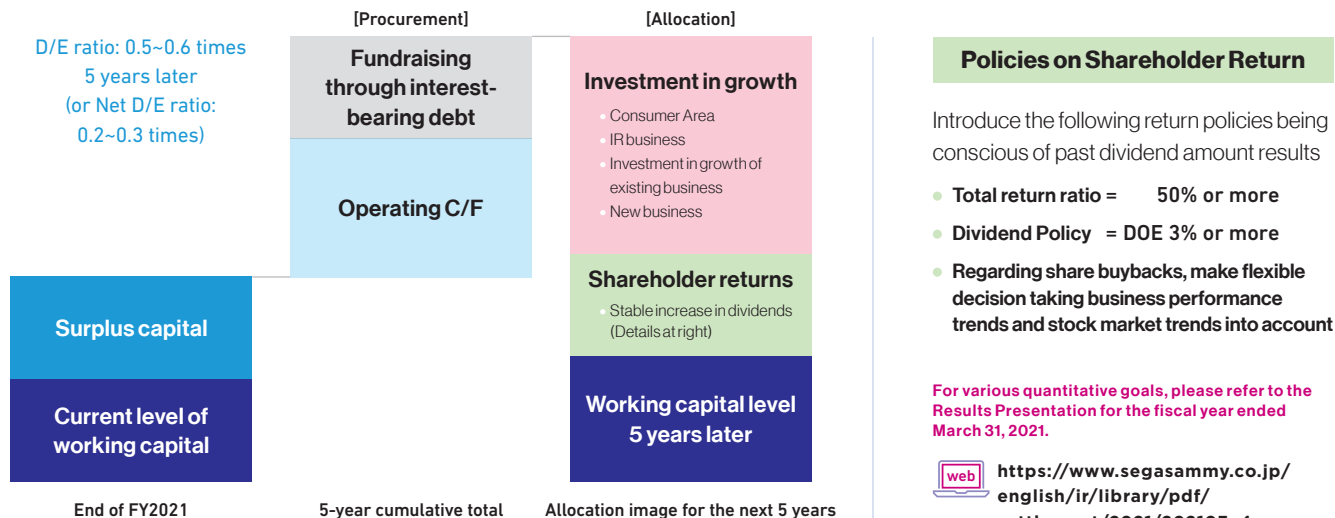 D/E ratio: 0.5~0.6 times
5 years later
(or Net D/E ratio:
0.2~0.3 times)
Surplus capital
Current level of
working capital
End of FY2021
[Procurement]
Fundraising
through interest-
bearing debt
Operating C/F
5-year cumulative total
[Allocation]
Investment in growth
• Consumer Area
• IR business
• Investment in growth of
existing business
• New business
Shareholder returns
• Stable increase in dividends
(Details at right)
Working capital level
5 years later
Allocation image for the next 5 years
Policies on Shareholder Return
Introduce the following return policies being
conscious of past dividend amount results
• Total return ratio = 50% or more
• Dividend Policy = DOE 3% or more
• Regarding share buybacks, make flexible
decision taking business performance
trends and stock market trends into account
For various quantitative goals, please refer to the
Results Presentation for the fiscal year ended
March 31, 2021.
web
https://www.segasammy.co.jp/
english/ir/library/pdf/